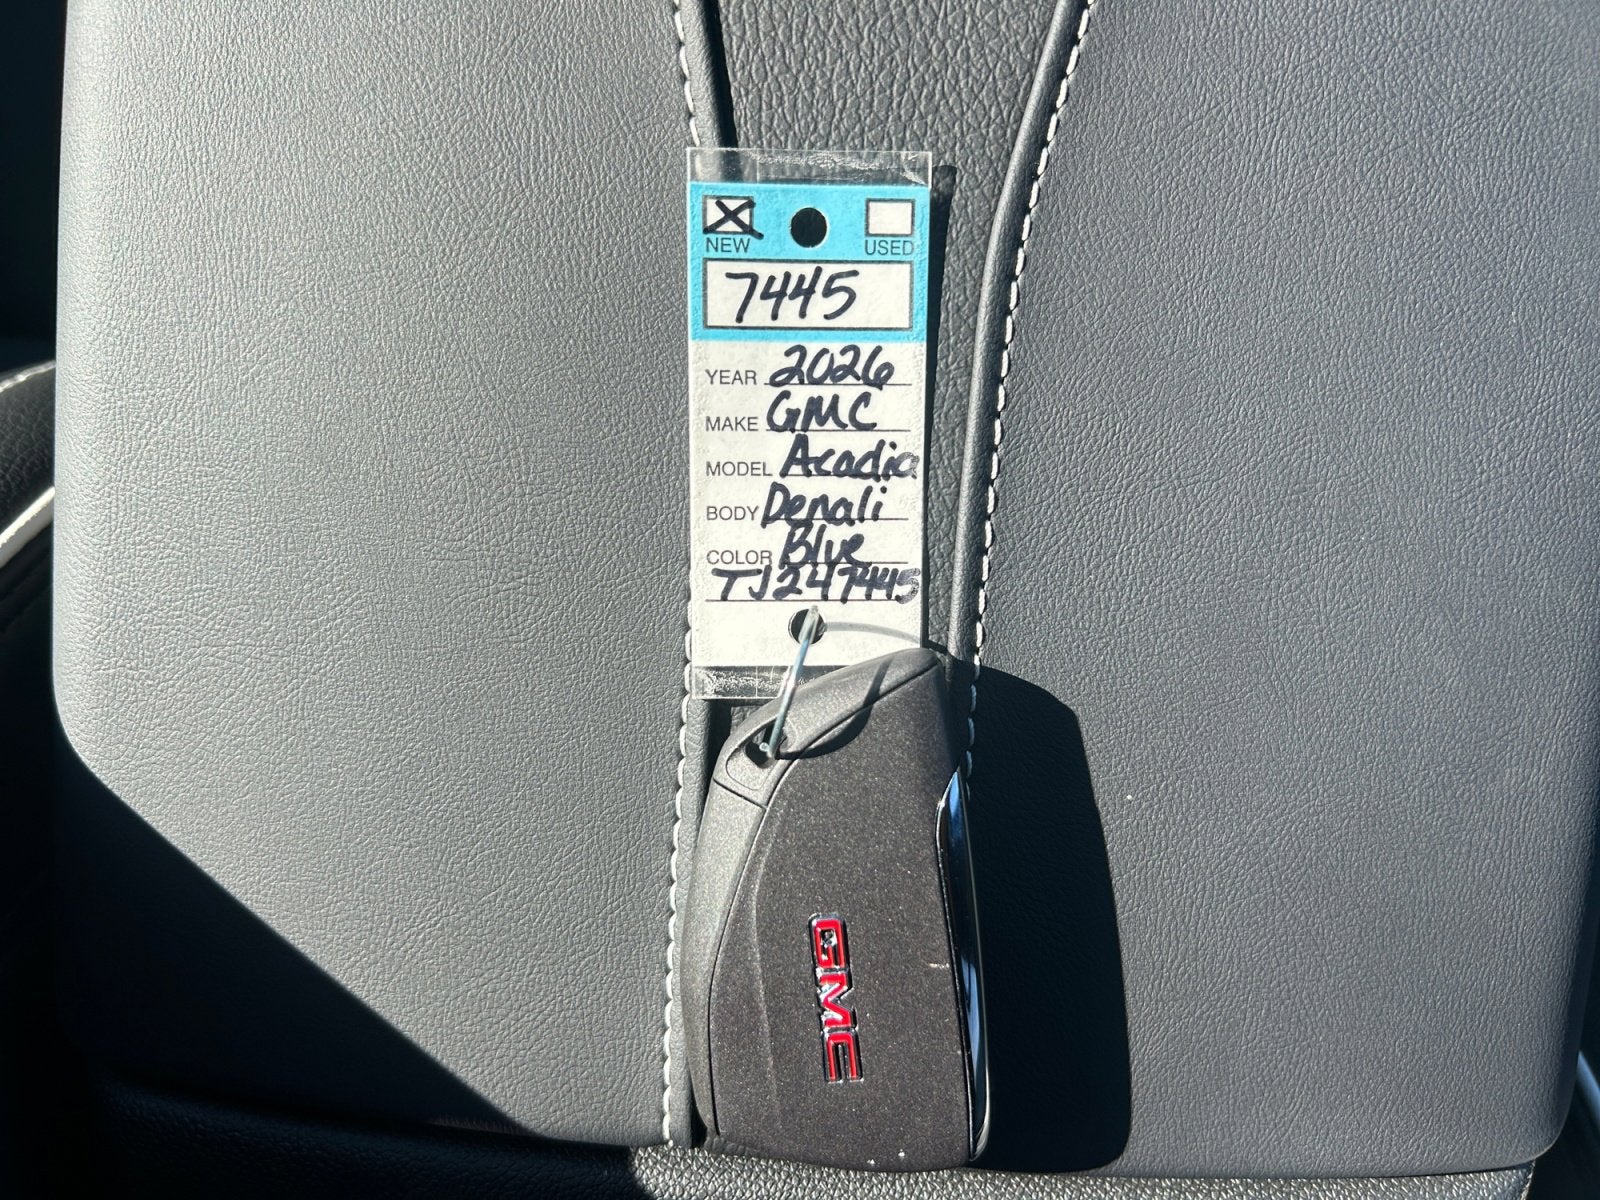 NEW USED
7445
YEAR 2026
MAKE GMC
MODEL Acadia
BODY Denali
COLOR Blue
TJ247445
GMC